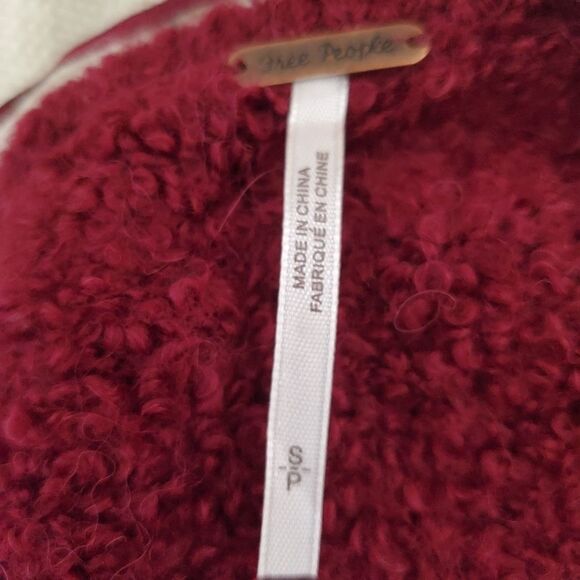 Free People
MADE IN CHINA
FABRIQUÉ EN CHINE
S
P